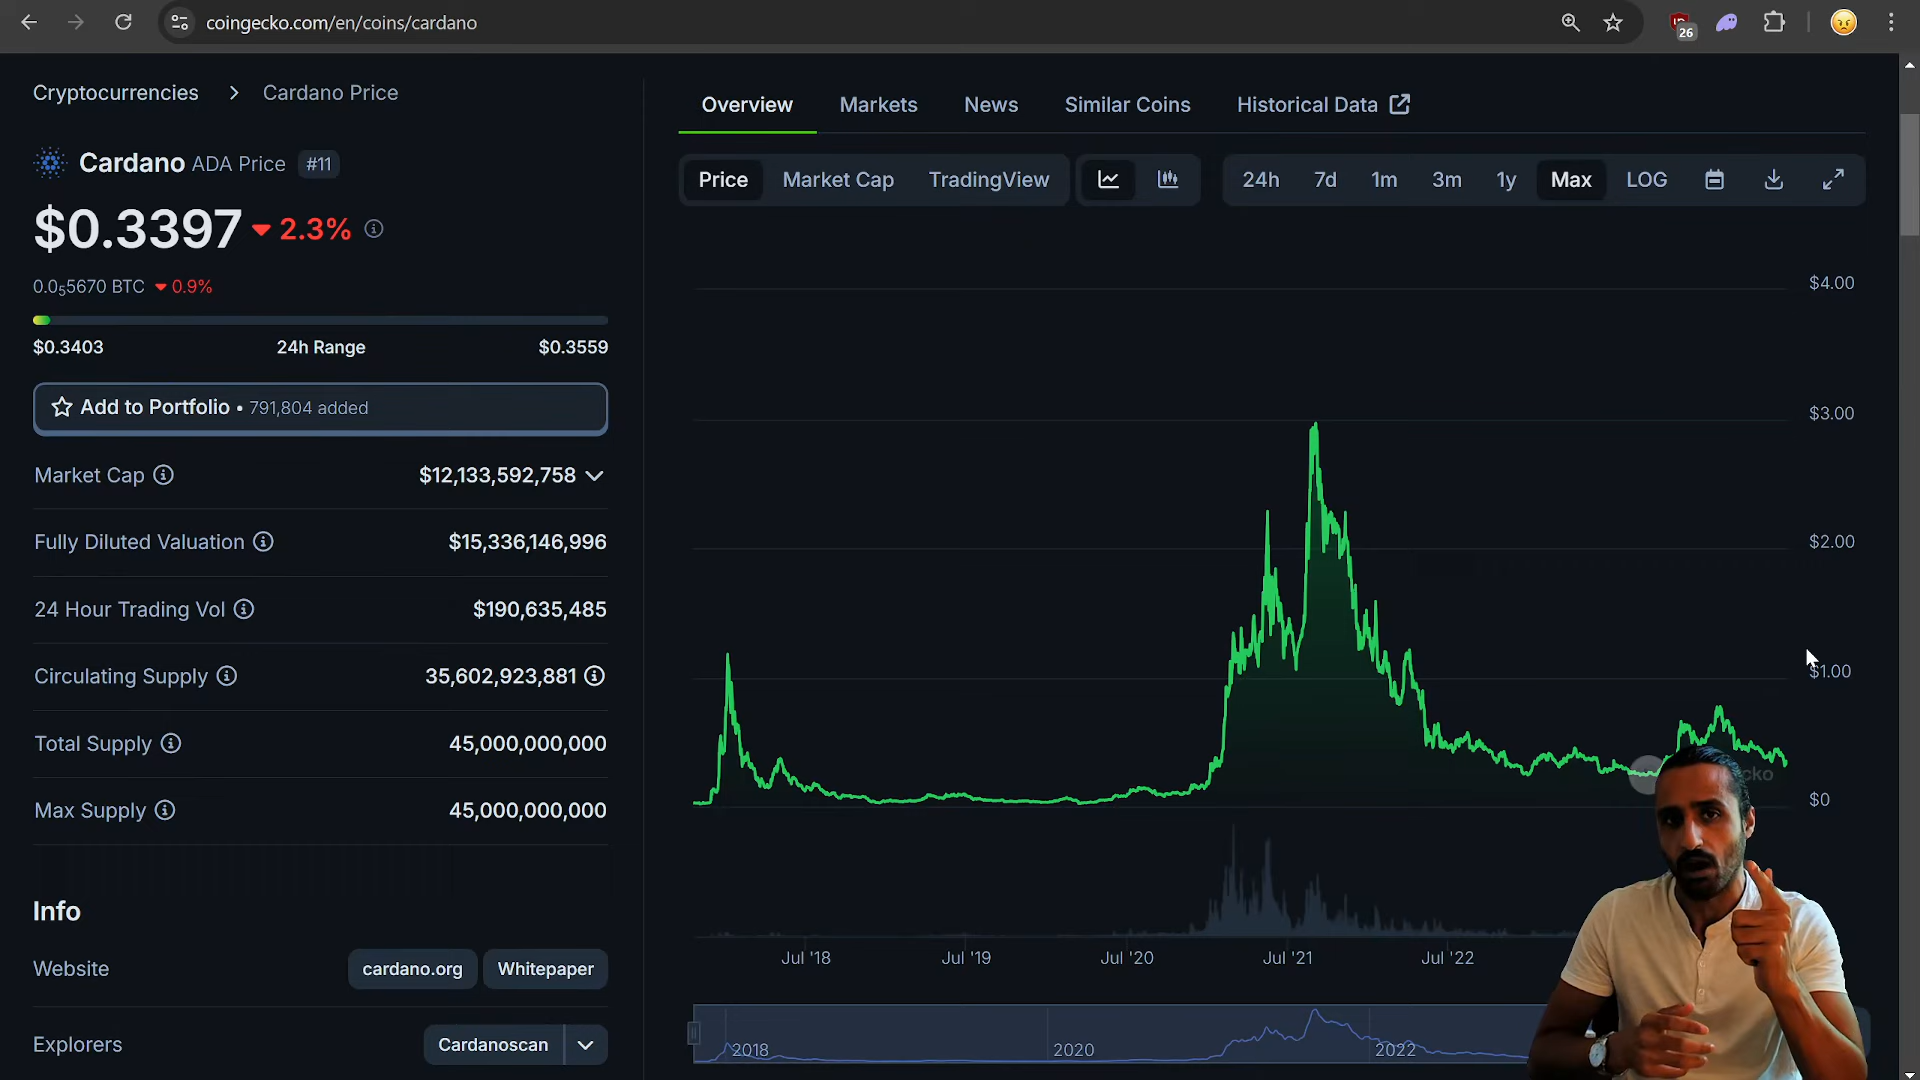 coingecko.com/en/coins/cardano
26
Cryptocurrencies > Cardano Price
Cardano ADA Price #11
$0.3397 2.3%
0.0₅5670 BTC 0.9%
$0.3403 24h Range $0.3559
Add to Portfolio • 791,804 added
Market Cap $12,133,592,758
Fully Diluted Valuation $15,336,146,996
24 Hour Trading Vol $190,635,485
Circulating Supply 35,602,923,881
Total Supply 45,000,000,000
Max Supply 45,000,000,000
Info
Website cardano.org Whitepaper
Explorers Cardanoscan
Overview Markets News Similar Coins Historical Data
Price Market Cap TradingView 24h 7d 1m 3m 1y Max LOG
$4.00
$3.00
$2.00
$1.00
cko
$0
Jul '18 Jul '19 Jul '20 Jul '21 Jul '22
2018 2020 2022